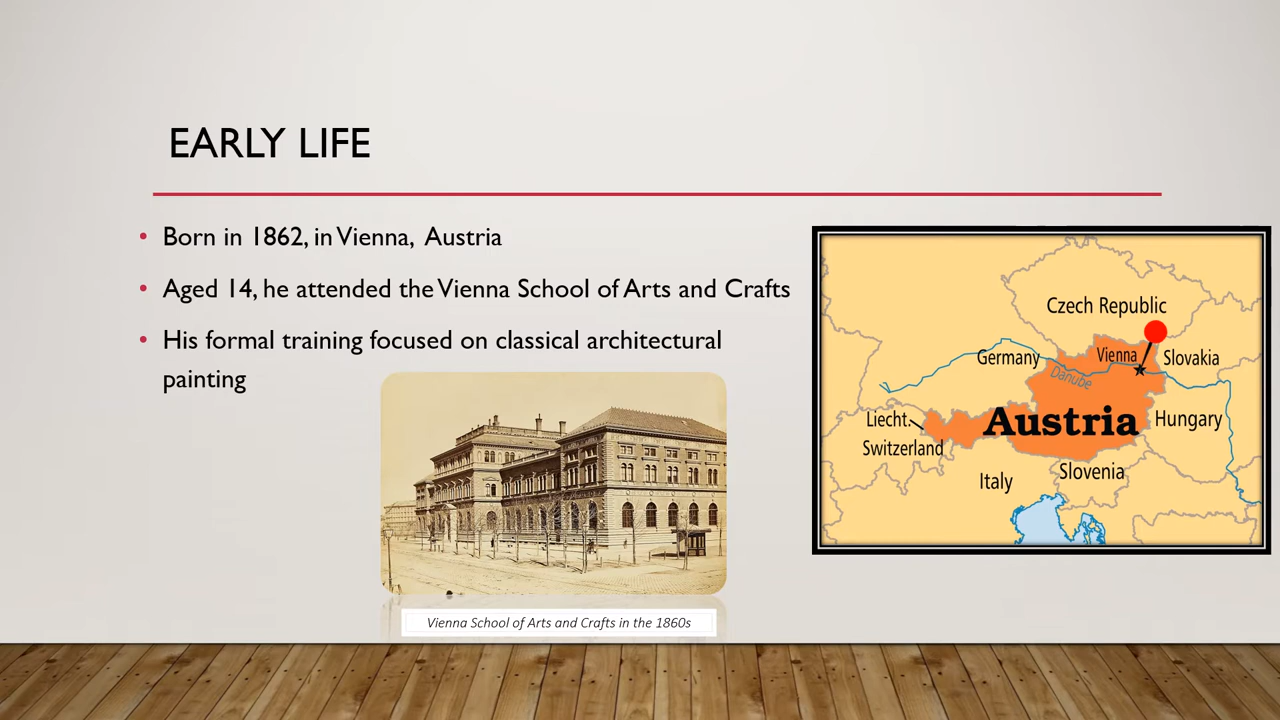 EARLY LIFE
• Born in 1862, in Vienna, Austria
• Aged 14, he attended the Vienna School of Arts and Crafts
• His formal training focused on classical architectural
painting
Vienna School of Arts and Crafts in the 1860s
Czech Republic
Germany
Vienna
Slovakia
Danube
Liecht.
Austria
Hungary
Switzerland
Slovenia
Italy